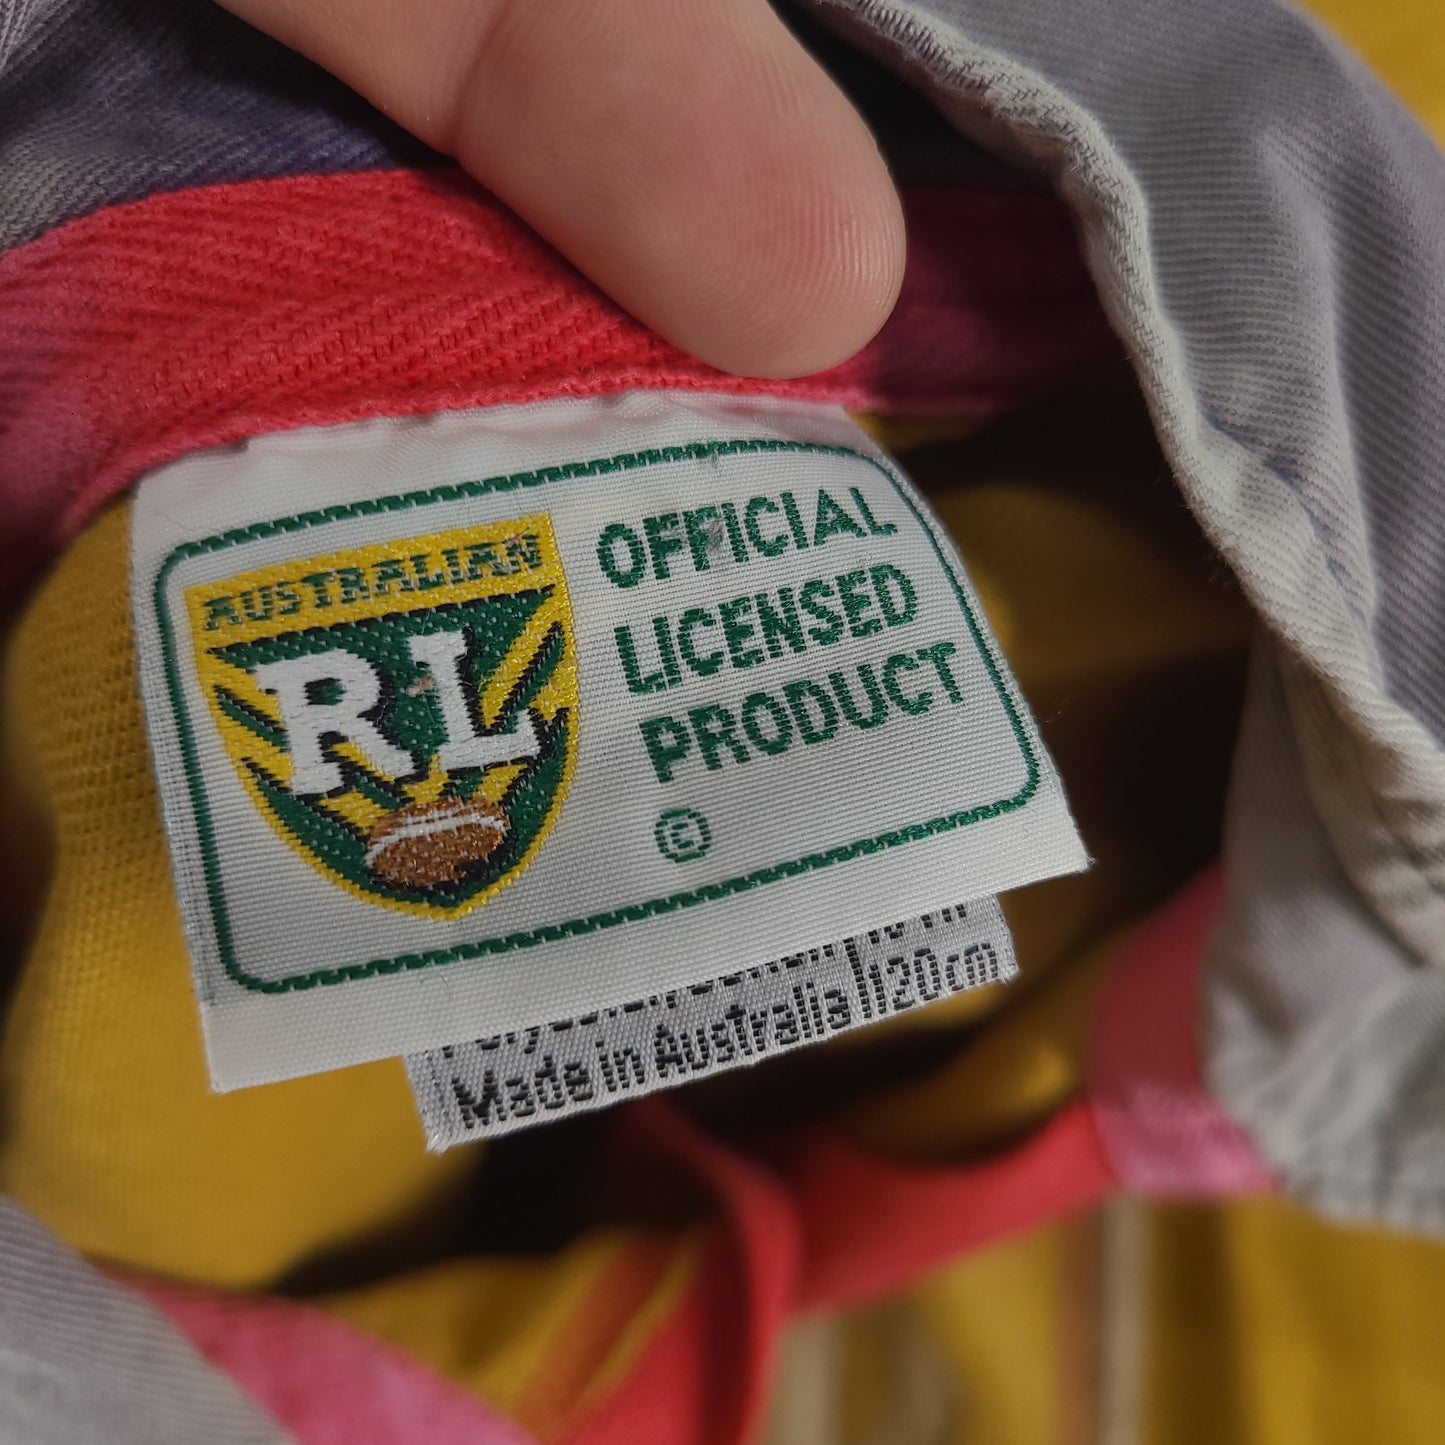 AUSTRALIAN
RL
OFFICIAL
LICENSED
PRODUCT
©
Made in Australia 120cm